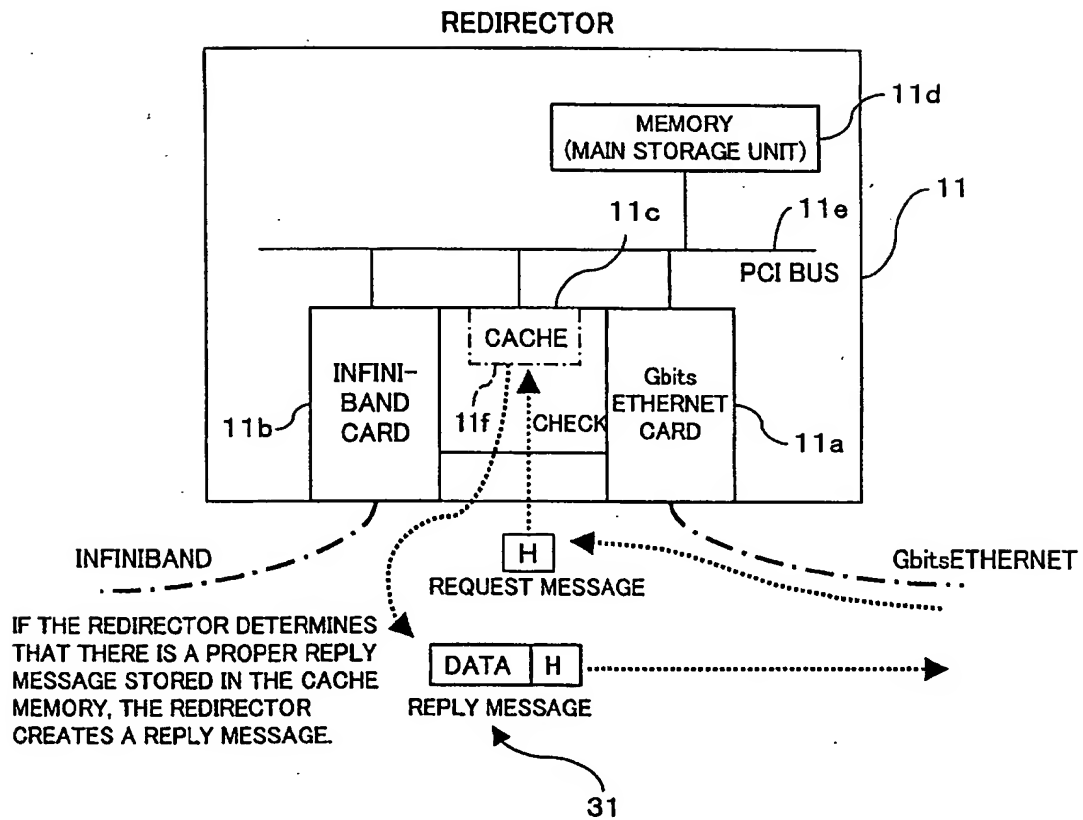 REDIRECTOR
11d
MEMORY
(MAIN STORAGE UNIT)
11
11c
11e
PCI BUS
CACHE
INFINI-
BAND
CARD
11f
CHECK
Gbits
ETHERNET
CARD
11b
11a
INFINIBAND
GbitsETHERNET
H
REQUEST MESSAGE
IF THE REDIRECTOR DETERMINES
THAT THERE IS A PROPER REPLY
MESSAGE STORED IN THE CACHE
MEMORY, THE REDIRECTOR
CREATES A REPLY MESSAGE.
DATA H
REPLY MESSAGE
31